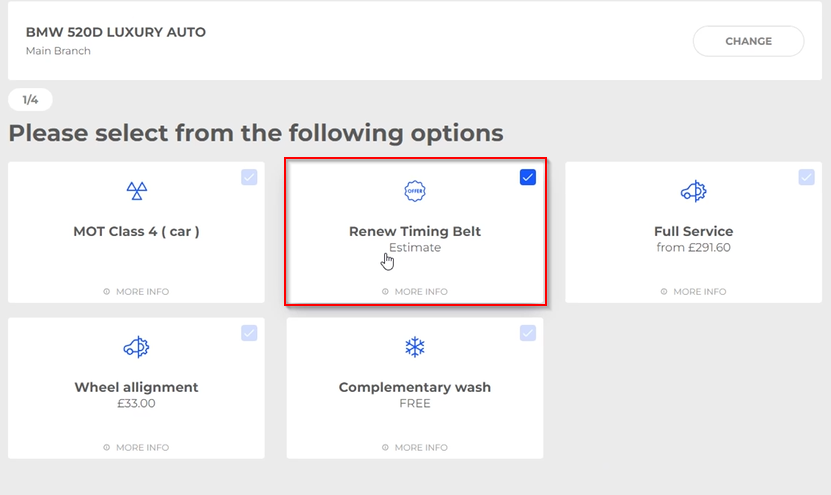 BMW 520D LUXURY AUTO
Main Branch
CHANGE
1/4
Please select from the following options
MOT Class 4 ( car )
MORE INFO
OFFER
Renew Timing Belt
Estimate
MORE INFO
Full Service
from £291.60
MORE INFO
Wheel allignment
£33.00
MORE INFO
Complementary wash
FREE
MORE INFO